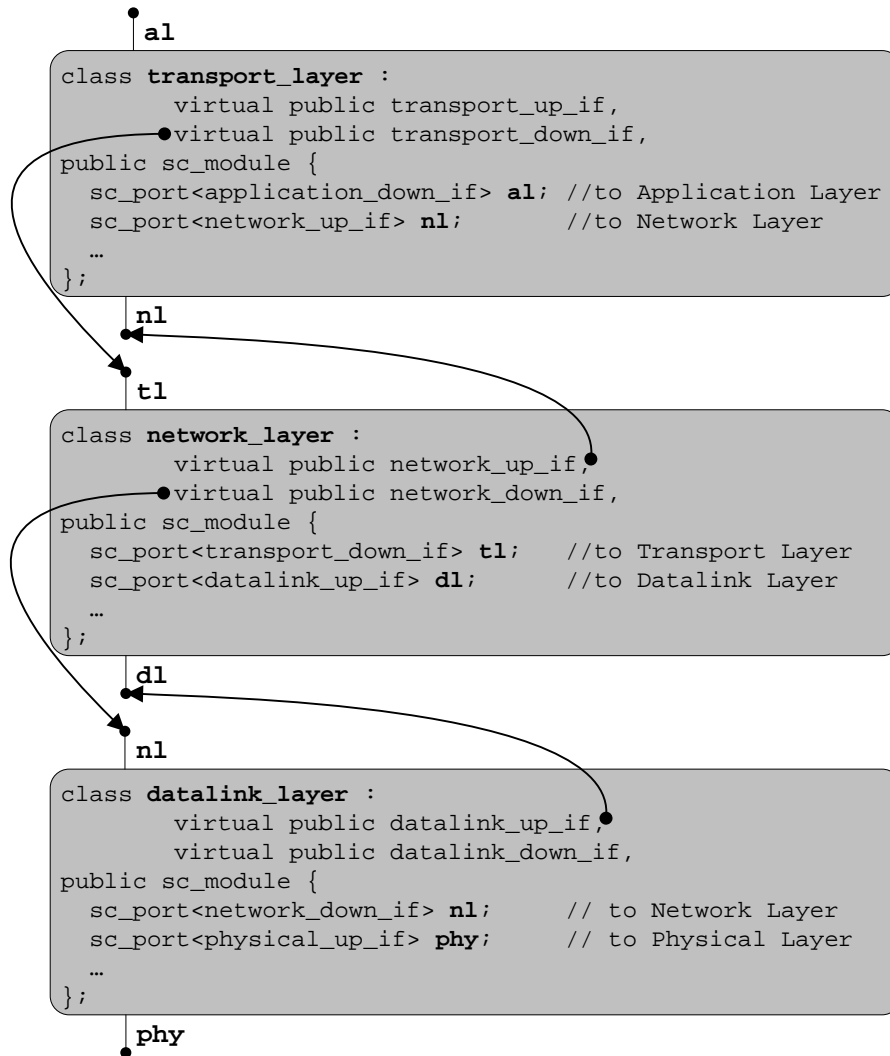 al
class transport_layer :
virtual public transport_up_if,
virtual public transport_down_if,
public sc_module {
sc_port<application_down_if> al; //to Application Layer
sc_port<network_up_if> nl; //to Network Layer
…
};
nl
tl
class network_layer :
virtual public network_up_if,
virtual public network_down_if,
public sc_module {
sc_port<transport_down_if> tl; //to Transport Layer
sc_port<datalink_up_if> dl; //to Datalink Layer
…
};
dl
nl
class datalink_layer :
virtual public datalink_up_if,
virtual public datalink_down_if,
public sc_module {
sc_port<network_down_if> nl; // to Network Layer
sc_port<physical_up_if> phy; // to Physical Layer
…
};
phy